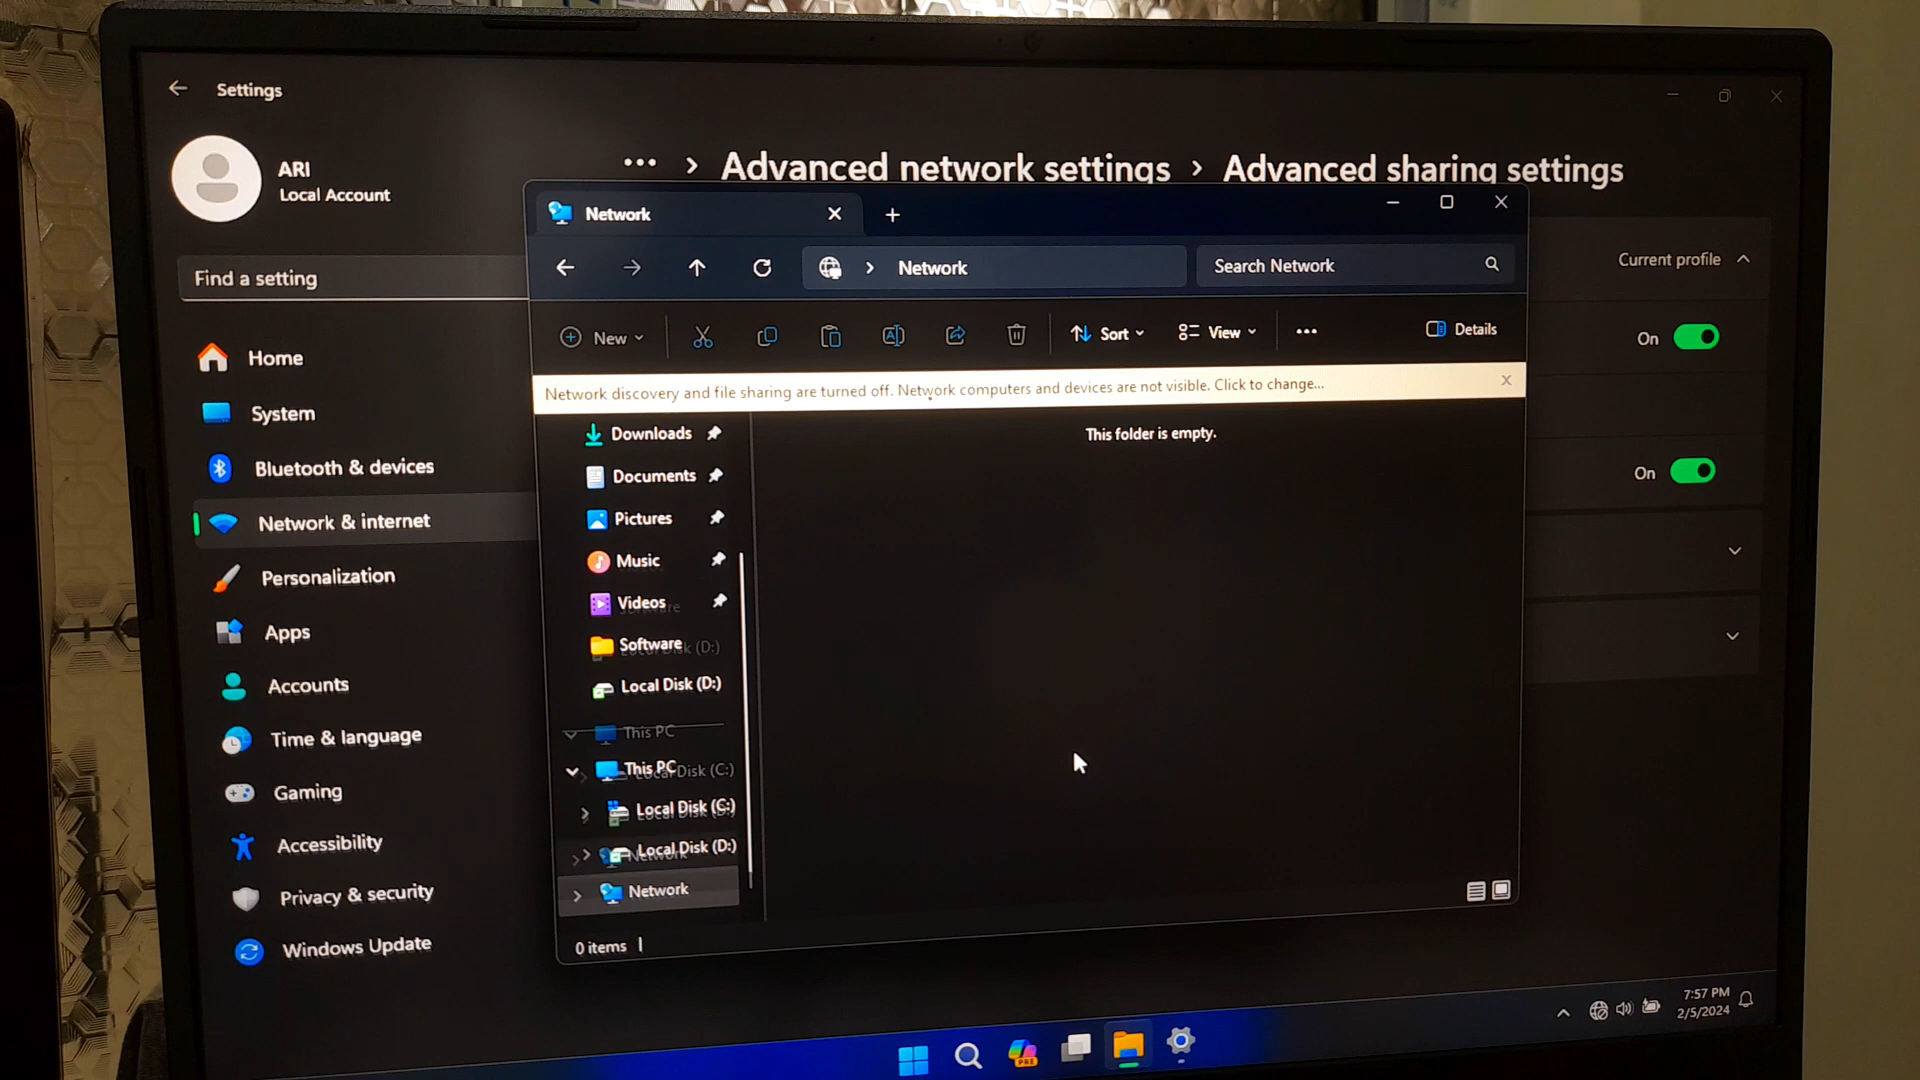 Settings
ARI
Local Account
Find a setting
Home
System
Bluetooth & devices
Network & internet
Personalization
Apps
Accounts
Time & language
Gaming
Accessibility
Privacy & security
Windows Update
... > Advanced network settings > Advanced sharing settings
Current profile
On
On
Network
Network
Search Network
New
Sort
View
...
Details
Network discovery and file sharing are turned off. Network computers and devices are not visible. Click to change...
Downloads
Documents
Pictures
Music
Videos
Software
Local Disk (D:)
This PC
This PC
Local Disk (C:)
Local Disk (D:)
Network
This folder is empty.
0 items
PRE
7:57 PM
2/5/2024